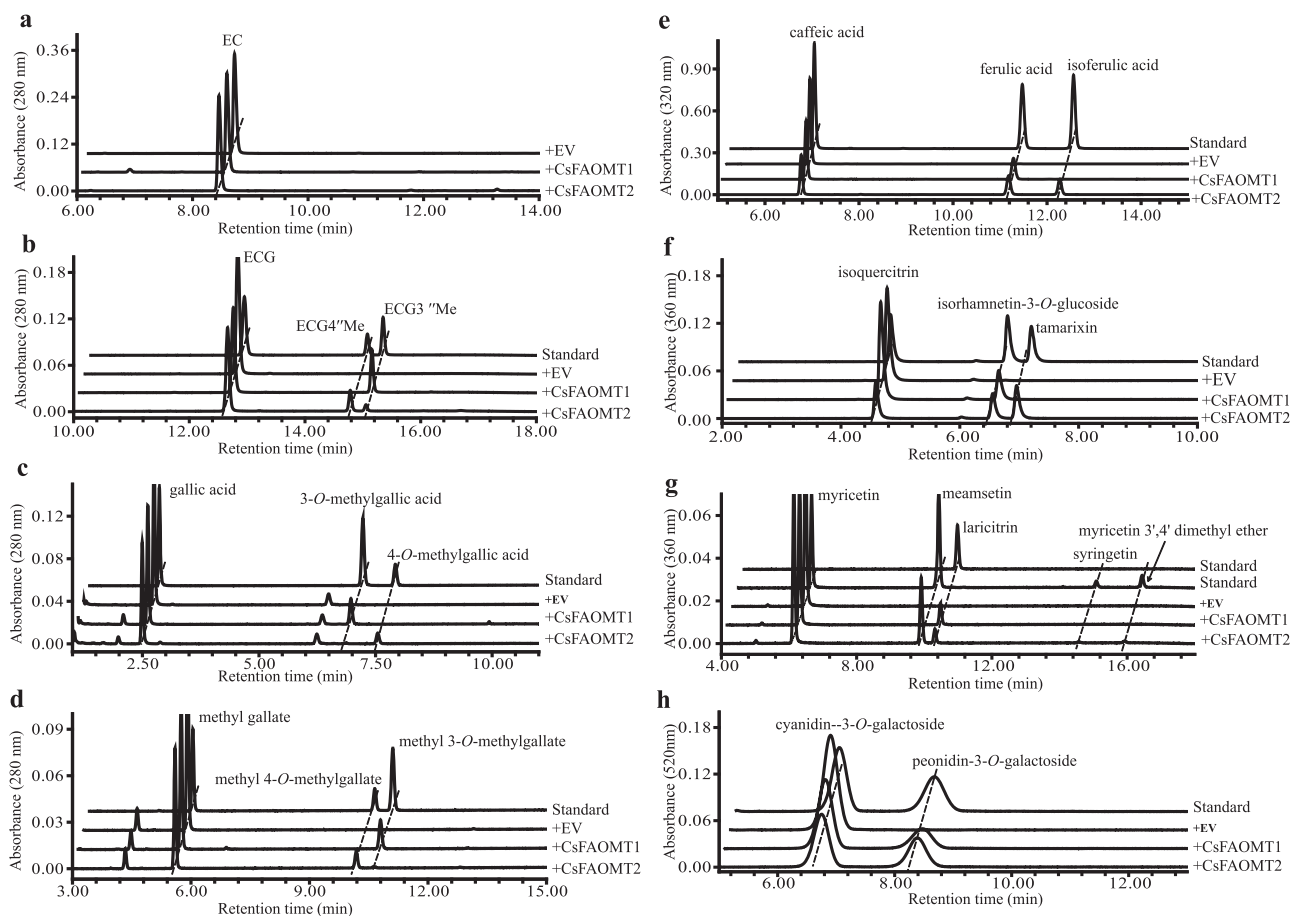 a
Absorbance (280 nm)
0.36
0.24
0.12
0.00
EC
+EV
+CsFAOMT1
+CsFAOMT2
6.00 8.00 10.00 12.00 14.00
Retention time (min)
b
Absorbance (280 nm)
0.18
0.12
0.06
0.00
ECG
ECG4″Me
ECG3 ″Me
Standard
+EV
+CsFAOMT1
+CsFAOMT2
10.00 12.00 14.00 16.00 18.00
Retention time (min)
c
Absorbance (280 nm)
0.12
0.08
0.04
0.00
gallic acid
3-O-methylgallic acid
4-O-methylgallic acid
Standard
+EV
+CsFAOMT1
+CsFAOMT2
2.50 5.00 7.50 10.00
Retention time (min)
d
Absorbance (280 nm)
0.09
0.06
0.03
0.00
methyl gallate
methyl 4-O-methylgallate
methyl 3-O-methylgallate
Standard
+EV
+CsFAOMT1
+CsFAOMT2
3.00 6.00 9.00 12.00 15.00
Retention time (min)
e
Absorbance (320 nm)
0.90
0.60
0.30
0.00
caffeic acid
ferulic acid
isoferulic acid
Standard
+EV
+CsFAOMT1
+CsFAOMT2
6.00 8.00 10.00 12.00 14.00
Retention time (min)
f
Absorbance (360 nm)
0.18
0.12
0.06
0.00
isoquercitrin
isorhamnetin-3-O-glucoside
tamarixin
Standard
+EV
+CsFAOMT1
+CsFAOMT2
2.00 4.00 6.00 8.00 10.00
Retention time (min)
g
Absorbance (360 nm)
0.06
0.04
0.02
0.00
myricetin
meamsetin
laricitrin
syringetin
myricetin 3',4' dimethyl ether
Standard
Standard
+EV
+CsFAOMT1
+CsFAOMT2
4.00 8.00 12.00 16.00
Retention time (min)
h
Absorbance (520nm)
0.18
0.12
0.06
0.00
cyanidin--3-O-galactoside
peonidin-3-O-galactoside
Standard
+EV
+CsFAOMT1
+CsFAOMT2
6.00 8.00 10.00 12.00
Retention time (min)